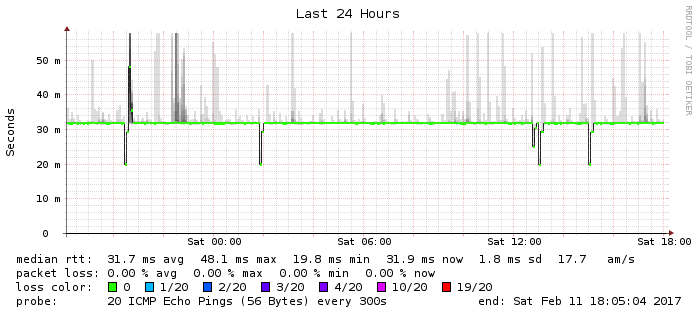 Last 24 Hours
RRDTOOL / TOBI OETIKER
Seconds
50 m
40 m
30 m
20 m
10 m
0
Sat 00:00 Sat 06:00 Sat 12:00 Sat 18:00
median rtt: 31.7 ms avg 48.1 ms max 19.8 ms min 31.9 ms now 1.8 ms sd 17.7 am/s
packet loss: 0.00 % avg 0.00 % max 0.00 % min 0.00 % now
loss color: 0 1/20 2/20 3/20 4/20 10/20 19/20
probe: 20 ICMP Echo Pings (56 Bytes) every 300s end: Sat Feb 11 18:05:04 2017